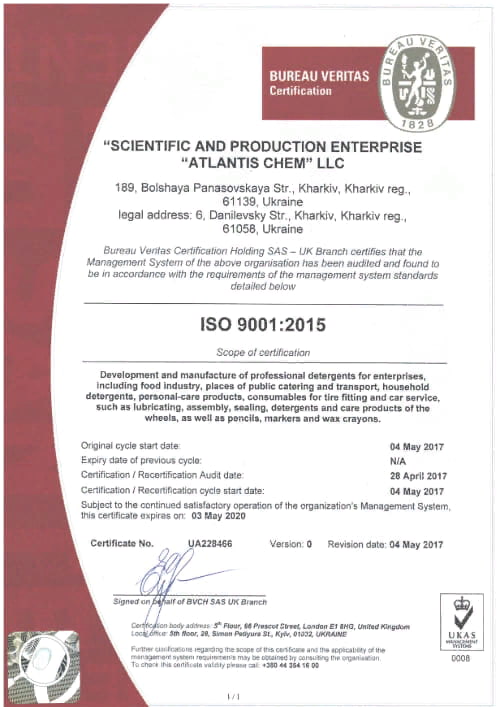 BUREAU VERITAS
Certification
BUREAU VERITAS
1828
“SCIENTIFIC AND PRODUCTION ENTERPRISE
“ATLANTIS CHEM” LLC
189, Bolshaya Panasovskaya Str., Kharkiv, Kharkiv reg.,
61139, Ukraine
legal address: 6, Danilevsky Str., Kharkiv, Kharkiv reg.,
61058, Ukraine
Bureau Veritas Certification Holding SAS – UK Branch certifies that the
Management System of the above organisation has been audited and found to
be in accordance with the requirements of the management system standards
detailed below
ISO 9001:2015
Scope of certification
Development and manufacture of professional detergents for enterprises,
including food industry, places of public catering and transport, household
detergents, personal-care products, consumables for tire fitting and car service,
such as lubricating, assembly, sealing, detergents and care products of the
wheels, as well as pencils, markers and wax crayons.
Original cycle start date: 04 May 2017
Expiry date of previous cycle: N/A
Certification / Recertification Audit date: 28 April 2017
Certification / Recertification cycle start date: 04 May 2017
Subject to the continued satisfactory operation of the organization's Management System,
this certificate expires on: 03 May 2020
Certificate No. UA228466 Version: 0 Revision date: 04 May 2017
Signed on behalf of BVCH SAS UK Branch
Certification body address: 5th Floor, 66 Prescot Street, London E1 8HG, United Kingdom
Local office: 5th floor, 29, Simon Petlyura St., Kyiv, 01032, UKRAINE
Further clarifications regarding the scope of this certificate and the applicability of the
management system requirements may be obtained by consulting the organisation.
To check this certificate validity please call: +380 44 354 16 00
UKAS
MANAGEMENT
SYSTEMS
0008
1 / 1